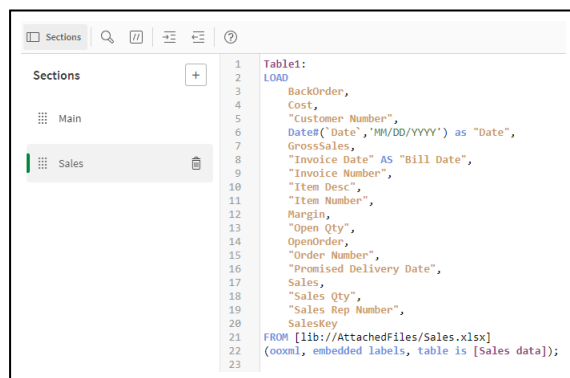 Sections
Sections
Main
Sales
1 Table1:
2 LOAD
3 BackOrder,
4 Cost,
5 "Customer Number",
6 Date#(`Date`,'MM/DD/YYYY') as "Date",
7 GrossSales,
8 "Invoice Date" AS "Bill Date",
9 "Invoice Number",
10 "Item Desc",
11 "Item Number",
12 Margin,
13 "Open Qty",
14 OpenOrder,
15 "Order Number",
16 "Promised Delivery Date",
17 Sales,
18 "Sales Qty",
19 "Sales Rep Number",
20 SalesKey
21 FROM [lib://AttachedFiles/Sales.xlsx]
22 (ooxml, embedded labels, table is [Sales data]);
23